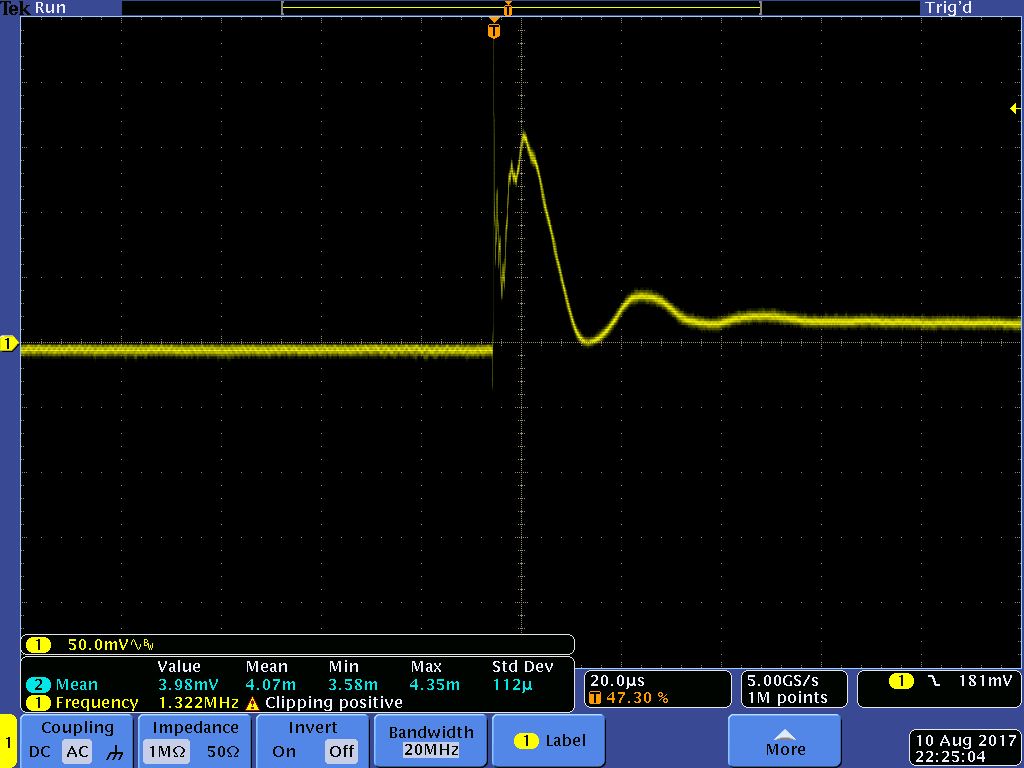 Tek Run Trig'd
T
T
1
1 50.0mV∿Bw
Value Mean Min Max Std Dev
2 Mean 3.98mV 4.07m 3.58m 4.35m 112µ
1 Frequency 1.322MHz Clipping positive
20.0µs
T 47.30 %
5.00GS/s
1M points
1 181mV
1
Coupling
DC AC
Impedance
1MΩ 50Ω
Invert
On Off
Bandwidth
20MHz
1 Label
More
10 Aug 2017
22:25:04